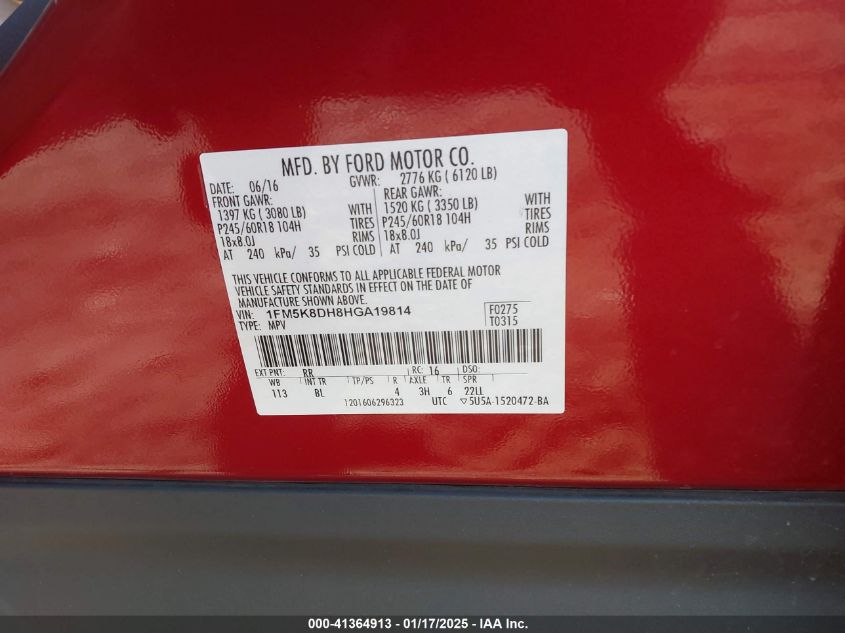 MFD. BY FORD MOTOR CO.
DATE: 06/16 GVWR: 2776 KG ( 6120 LB)
FRONT GAWR: REAR GAWR:
1397 KG ( 3080 LB) WITH 1520 KG ( 3350 LB) WITH
P245/60R18 104H TIRES P245/60R18 104H TIRES
18x8.0J RIMS 18x8.0J RIMS
AT 240 kPa/ 35 PSI COLD AT 240 kPa/ 35 PSI COLD
THIS VEHICLE CONFORMS TO ALL APPLICABLE FEDERAL MOTOR
VEHICLE SAFETY STANDARDS IN EFFECT ON THE DATE OF
MANUFACTURE SHOWN ABOVE.
VIN: 1FM5K8DH8HGA19814 F0275
TYPE: MPV T0315
EXT PNT: RR RC: 16 DSO:
WB INT TR TP/PS R AXLE TR SPR
113 BL 4 3H 6 22LL
1201606296323 UTC ▽5U5A-1520472-BA
000-41364913 - 01/17/2025 - IAA Inc.